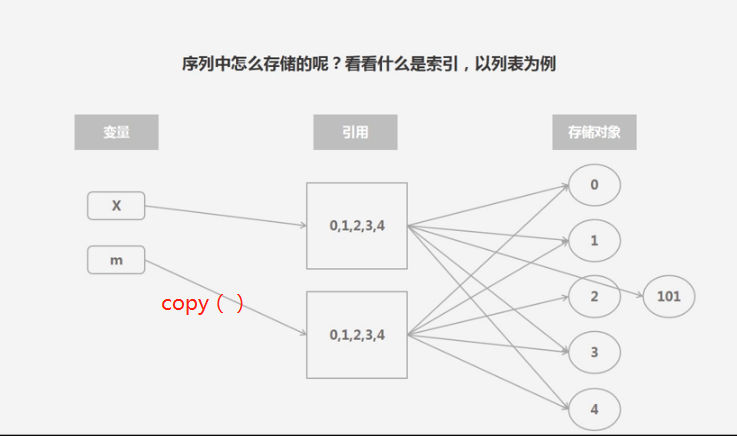 序列中怎么存储的呢？看看什么是索引，以列表为例
变量
引用
存储对象
X
m
copy（ ）
0,1,2,3,4
0,1,2,3,4
0
1
2
101
3
4